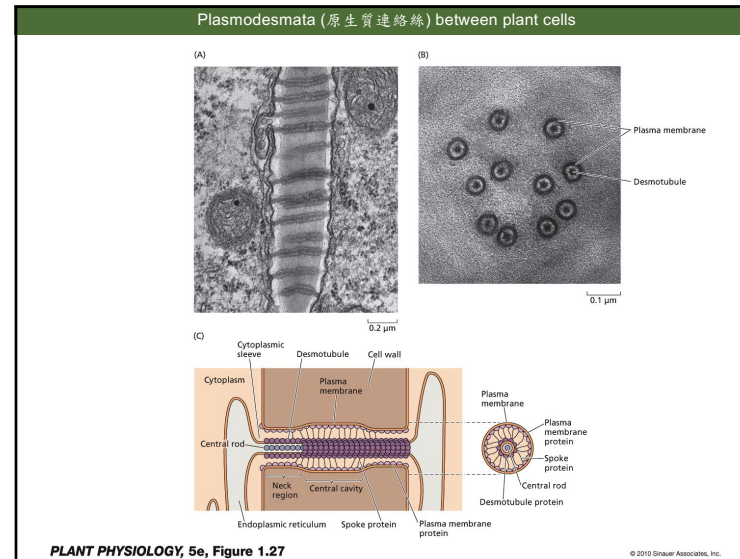 Plasmodesmata (原生質連絡絲) between plant cells
(A)
(B)
Plasma membrane
Desmotubule
0.2 μm
0.1 μm
(C)
Cytoplasmic
sleeve
Desmotubule
Cell wall
Cytoplasm
Plasma
membrane
Central rod
Neck
region
Central cavity
Endoplasmic reticulum
Spoke protein
Plasma membrane
protein
Plasma
membrane
Plasma
membrane
protein
Spoke
protein
Central rod
Desmotubule protein
PLANT PHYSIOLOGY, 5e, Figure 1.27
© 2010 Sinauer Associates, Inc.